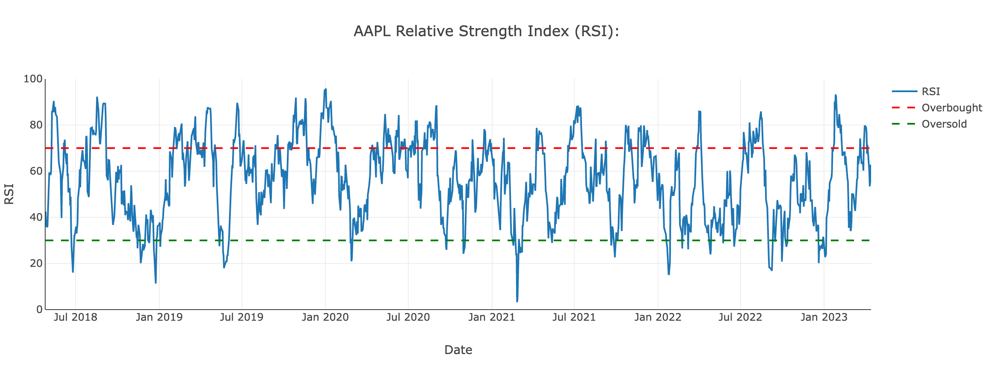 AAPL Relative Strength Index (RSI):
100
80
60
40
20
0
RSI
Jul 2018
Jan 2019
Jul 2019
Jan 2020
Jul 2020
Jan 2021
Jul 2021
Jan 2022
Jul 2022
Jan 2023
Date
RSI
Overbought
Oversold